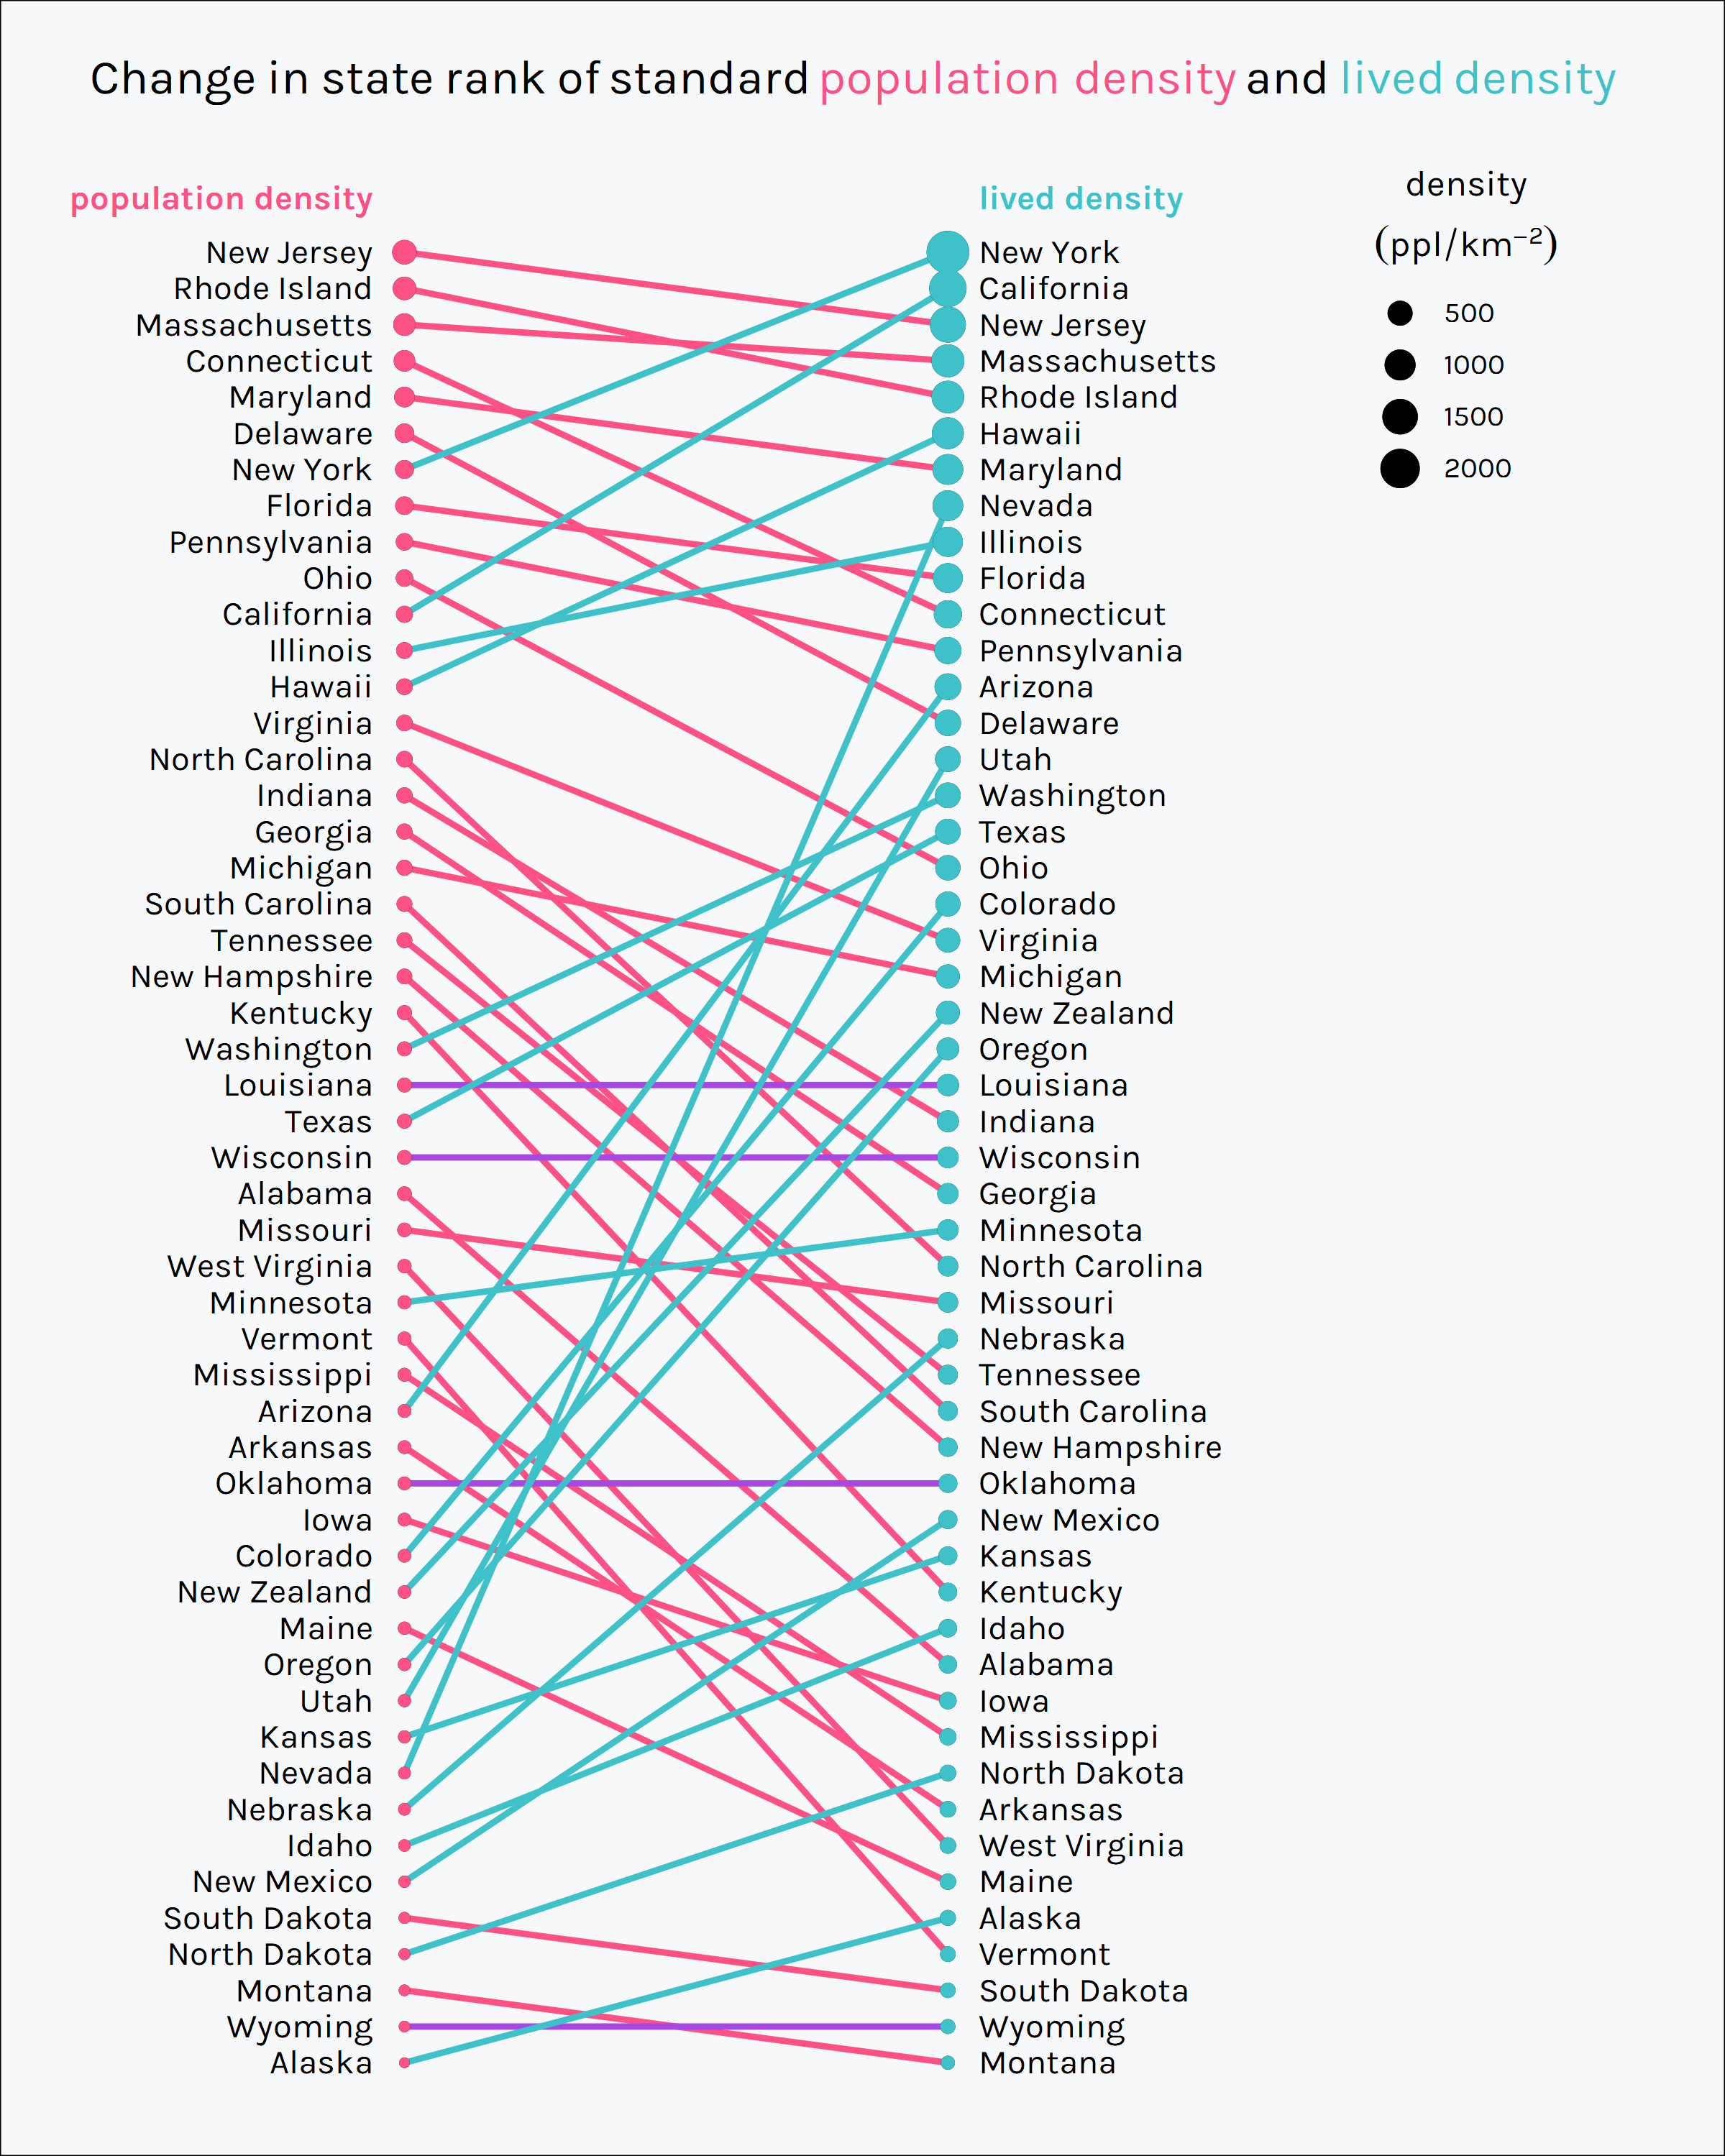 Change in state rank of standard population density and lived density
population density
New Jersey
Rhode Island
Massachusetts
Connecticut
Maryland
Delaware
New York
Florida
Pennsylvania
Ohio
California
Illinois
Hawaii
Virginia
North Carolina
Indiana
Georgia
Michigan
South Carolina
Tennessee
New Hampshire
Kentucky
Washington
Louisiana
Texas
Wisconsin
Alabama
Missouri
West Virginia
Minnesota
Vermont
Mississippi
Arizona
Arkansas
Oklahoma
Iowa
Colorado
New Zealand
Maine
Oregon
Utah
Kansas
Nevada
Nebraska
Idaho
New Mexico
South Dakota
North Dakota
Montana
Wyoming
Alaska
lived density
New York
California
New Jersey
Massachusetts
Rhode Island
Hawaii
Maryland
Nevada
Illinois
Florida
Connecticut
Pennsylvania
Arizona
Delaware
Utah
Washington
Texas
Ohio
Colorado
Virginia
Michigan
New Zealand
Oregon
Louisiana
Indiana
Wisconsin
Georgia
Minnesota
North Carolina
Missouri
Nebraska
Tennessee
South Carolina
New Hampshire
Oklahoma
New Mexico
Kansas
Kentucky
Idaho
Alabama
Iowa
Mississippi
North Dakota
Arkansas
West Virginia
Maine
Alaska
Vermont
South Dakota
Wyoming
Montana
density
(ppl/km⁻²)
500
1000
1500
2000